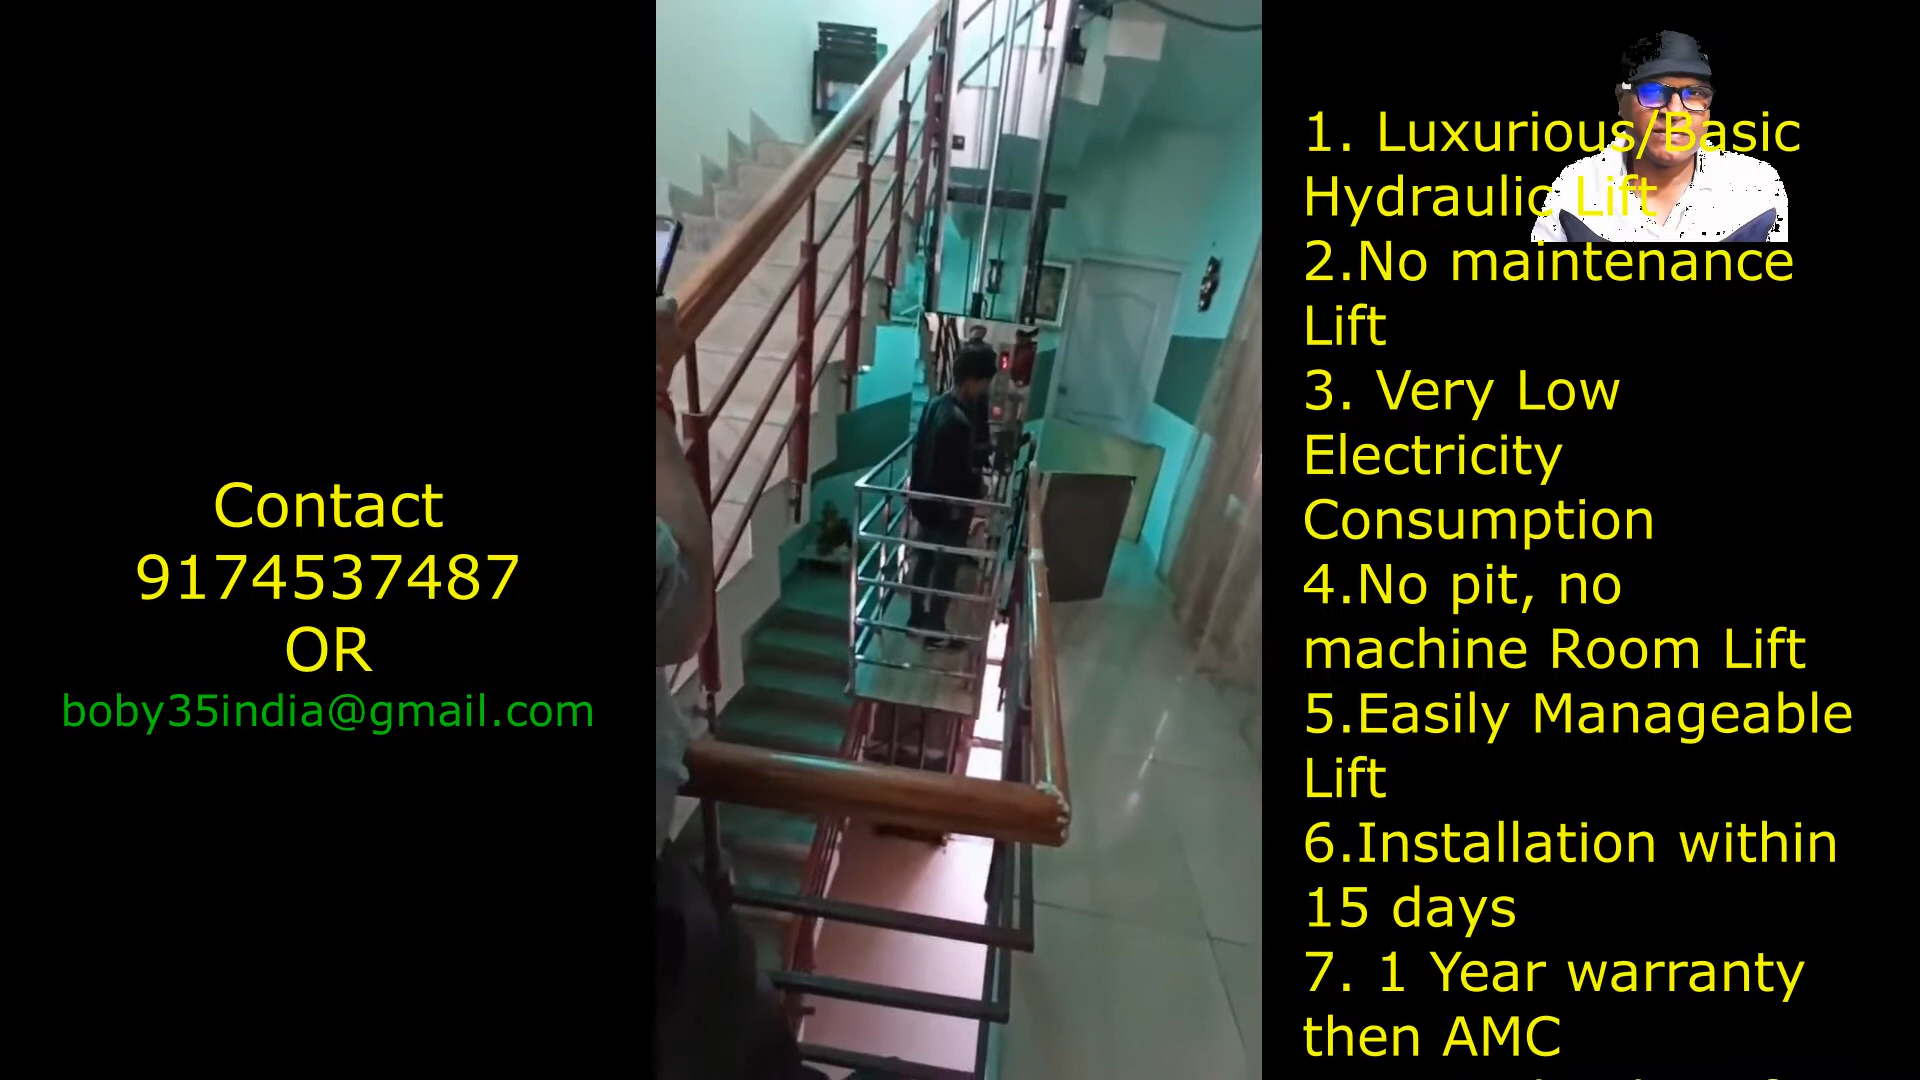 Contact
9174537487
OR
boby35india@gmail.com
1. Luxurious/Basic
Hydraulic Lift
2.No maintenance
Lift
3. Very Low
Electricity
Consumption
4.No pit, no
machine Room Lift
5.Easily Manageable
Lift
6.Installation within
15 days
7. 1 Year warranty
then AMC